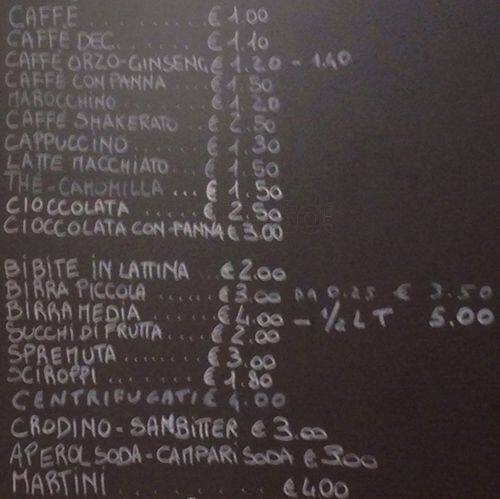 CAFFE ........... € 1.00
CAFFE DEC....... € 1.10
CAFFE ORZO-GINSENG € 1.20 - 1.40
CAFFE CON PANNA ... € 1.50
MAROCCHINO ...... € 1.20
CAFFE SHAKERATO .. € 2.50
CAPPUCCINO ...... € 1.30
LATTE MACCHIATO.... € 1.50
THE - CAMOMILLA ... € 1.50
CIOCCOLATA ...... € 2.50
CIOCCOLATA CON PANNA € 3.00
BIBITE IN LATTINA .. € 2.00
BIRRA PICCOLA ...... € 3.00 DA 0.25 € 3.50
BIRRA MEDIA ...... € 4.00 - 1/2 LT 5.00
SUCCHI DI FRUTTA.... € 2.00
SPREMUTA ....... € 3.00
SCIROPPI ........ € 1.80
CENTRIFUGATI € 4.00
CRODINO - SANBITTER € 3.00
APEROL SODA - CAMPARI SODA € 3.00
MARTINI ........... € 4.00